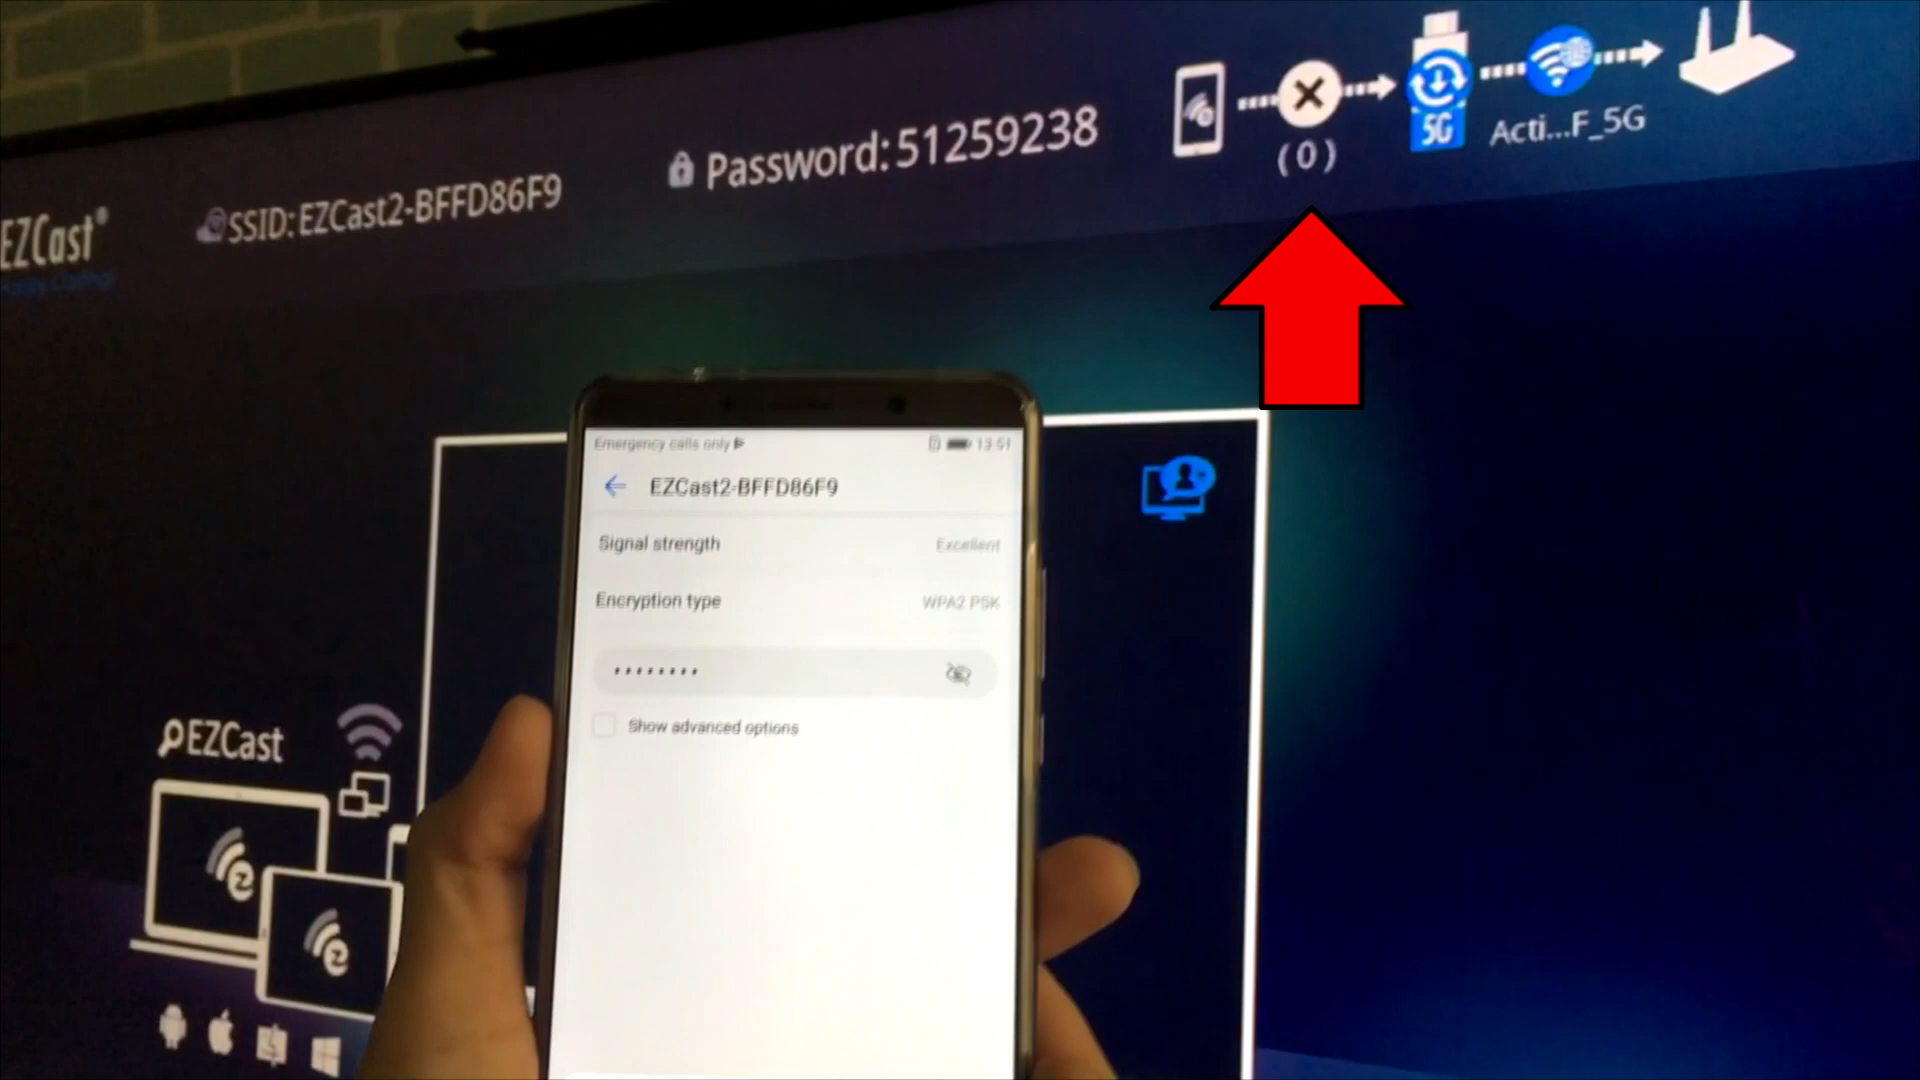 EZCast®
SSID: EZCast2-BFFD86F9
Password: 51259238
(0)
5G
Acti...F_5G
Emergency calls only
13:51
EZCast2-BFFD86F9
Signal strength
Excellent
Encryption type
WPA2 PSK
••••••••
Show advanced options
EZCast